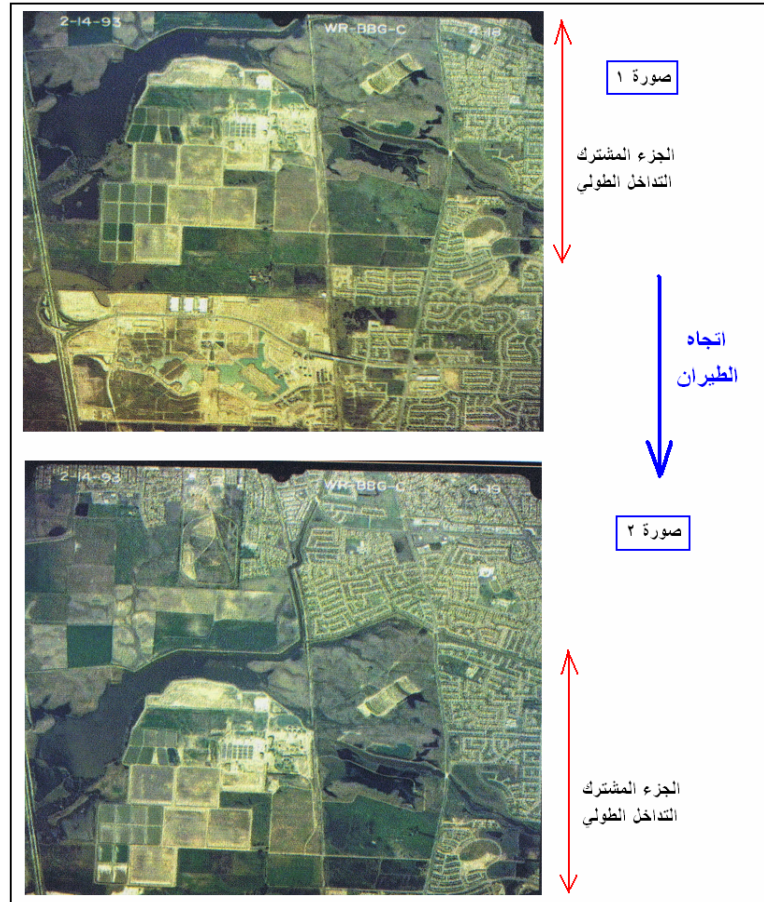 2-14-93 WR-BBG-C 4-18
صورة ١
الجزء المشترك
التداخل الطولي
اتجاه
الطيران
2-14-93 WR-BBG-C 4-19
صورة ٢
الجزء المشترك
التداخل الطولي